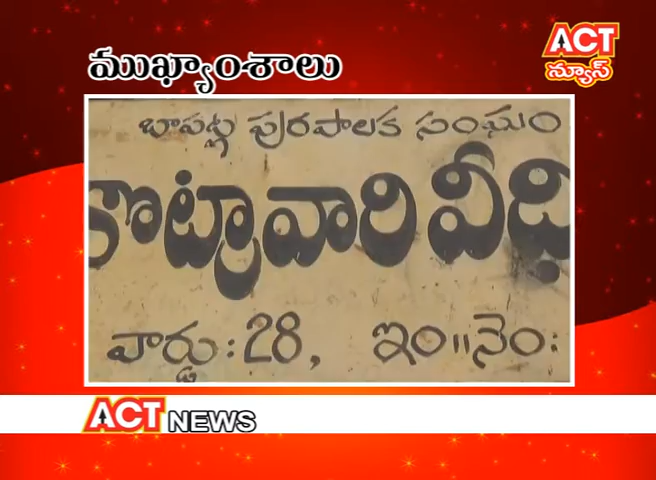 ముఖ్యాంశాలు
ACT
న్యూస్
బాపట్ల పురపాలక సంఘం
కొట్రావారి వీధి
వార్డు : 28, ఇం॥నెం:
ACT NEWS